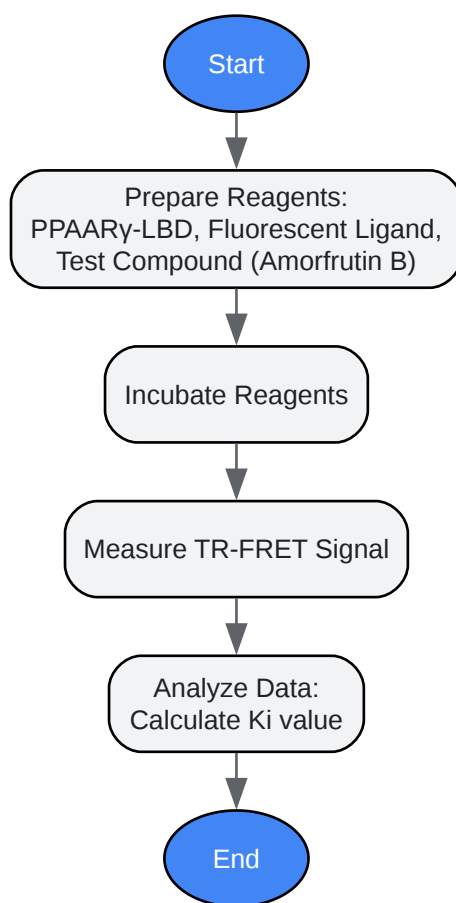 Start
Prepare Reagents:
PPAARγ-LBD, Fluorescent Ligand,
Test Compound (Amorfrutin B)
Incubate Reagents
Measure TR-FRET Signal
Analyze Data:
Calculate Ki value
End